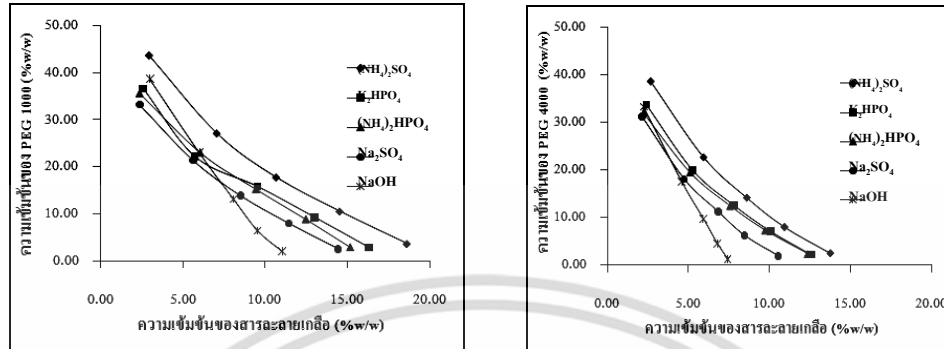 ความเข้มข้นของ PEG 1000 (%w/w)
50.00
40.00
30.00
20.00
10.00
0.00
0.00 5.00 10.00 15.00 20.00
ความเข้มข้นของสารละลายเกลือ (%w/w)
(NH₄)₂SO₄
K₂HPO₄
(NH₄)₂HPO₄
Na₂SO₄
NaOH
ความเข้มข้นของ PEG 4000 (%w/w)
50.00
40.00
30.00
20.00
10.00
0.00
0.00 5.00 10.00 15.00 20.00
ความเข้มข้นของสารละลายเกลือ (%w/w)
(NH₄)₂SO₄
K₂HPO₄
(NH₄)₂HPO₄
Na₂SO₄
NaOH